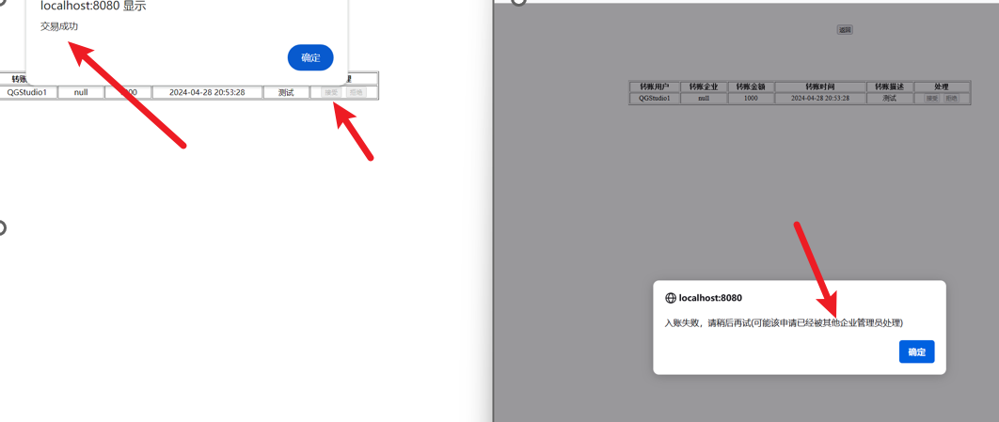 localhost:8080 显示
交易成功
确定
转账
QGStudio1 null 2024-04-28 20:53:28 测试 接受 拒绝
返回
转账用户 转账企业 转账金额 转账时间 转账描述 处理
QGStudio1 null 1000 2024-04-28 20:53:28 测试 接受 拒绝
localhost:8080
入账失败，请稍后再试(可能该申请已经被其他企业管理员处理)
确定